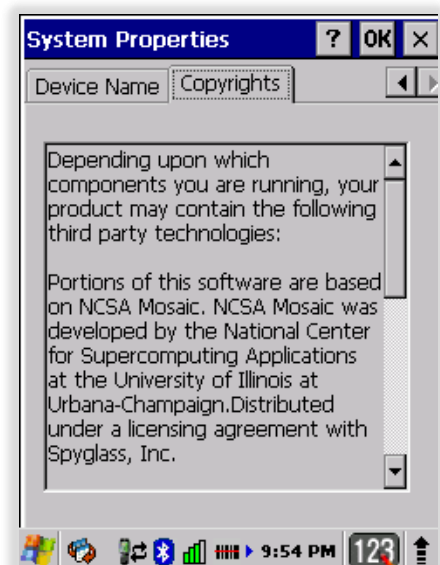 System Properties ? OK ×
Device Name Copyrights
Depending upon which
components you are running, your
product may contain the following
third party technologies:
Portions of this software are based
on NCSA Mosaic. NCSA Mosaic was
developed by the National Center
for Supercomputing Applications
at the University of Illinois at
Urbana-Champaign.Distributed
under a licensing agreement with
Spyglass, Inc.
9:54 PM 123